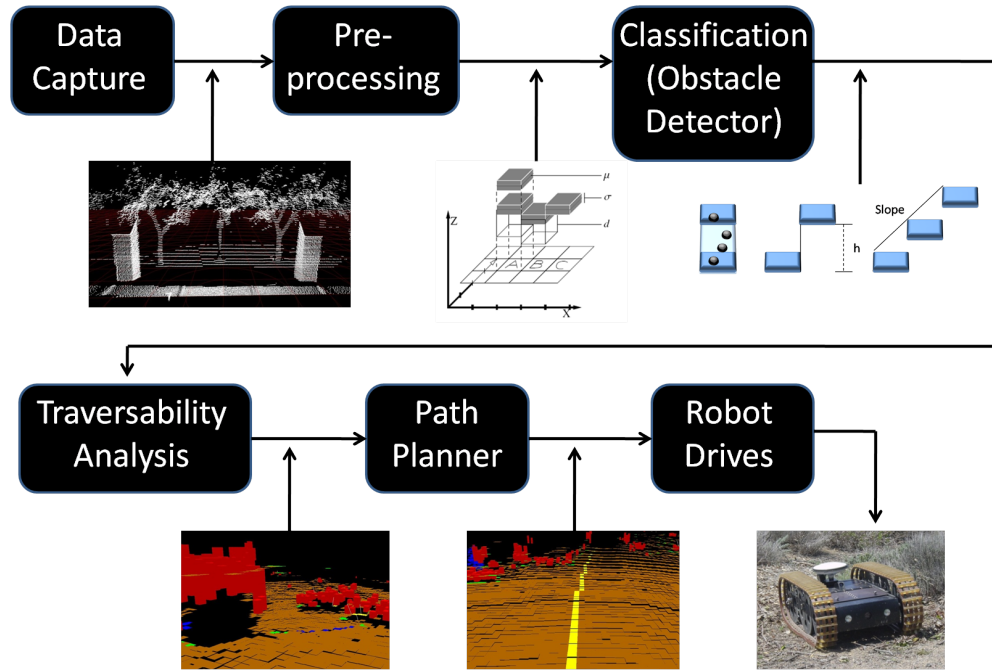 Data
Capture
Pre-
processing
Classification
(Obstacle
Detector)
μ
σ
d
Z
Y
A B C
X
Slope
h
Traversability
Analysis
Path
Planner
Robot
Drives